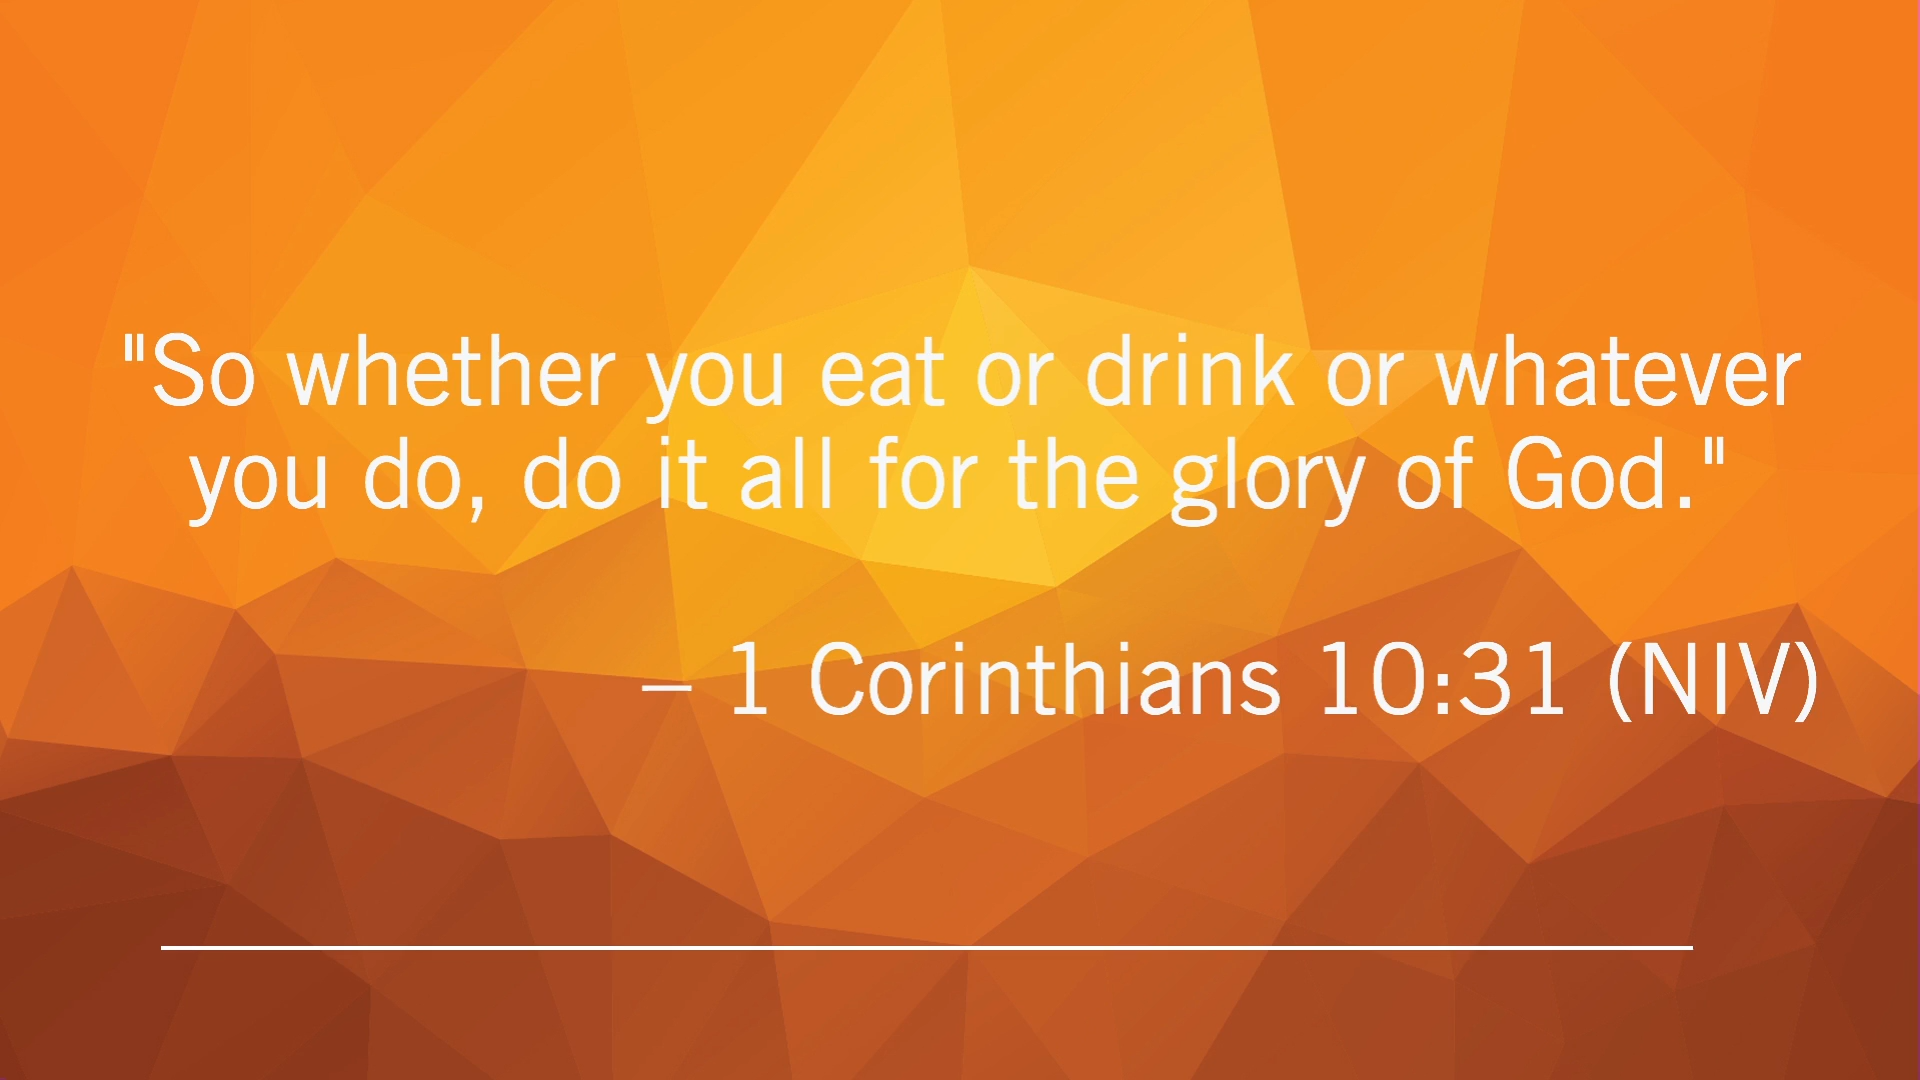 "So whether you eat or drink or whatever
you do, do it all for the glory of God."
– 1 Corinthians 10:31 (NIV)